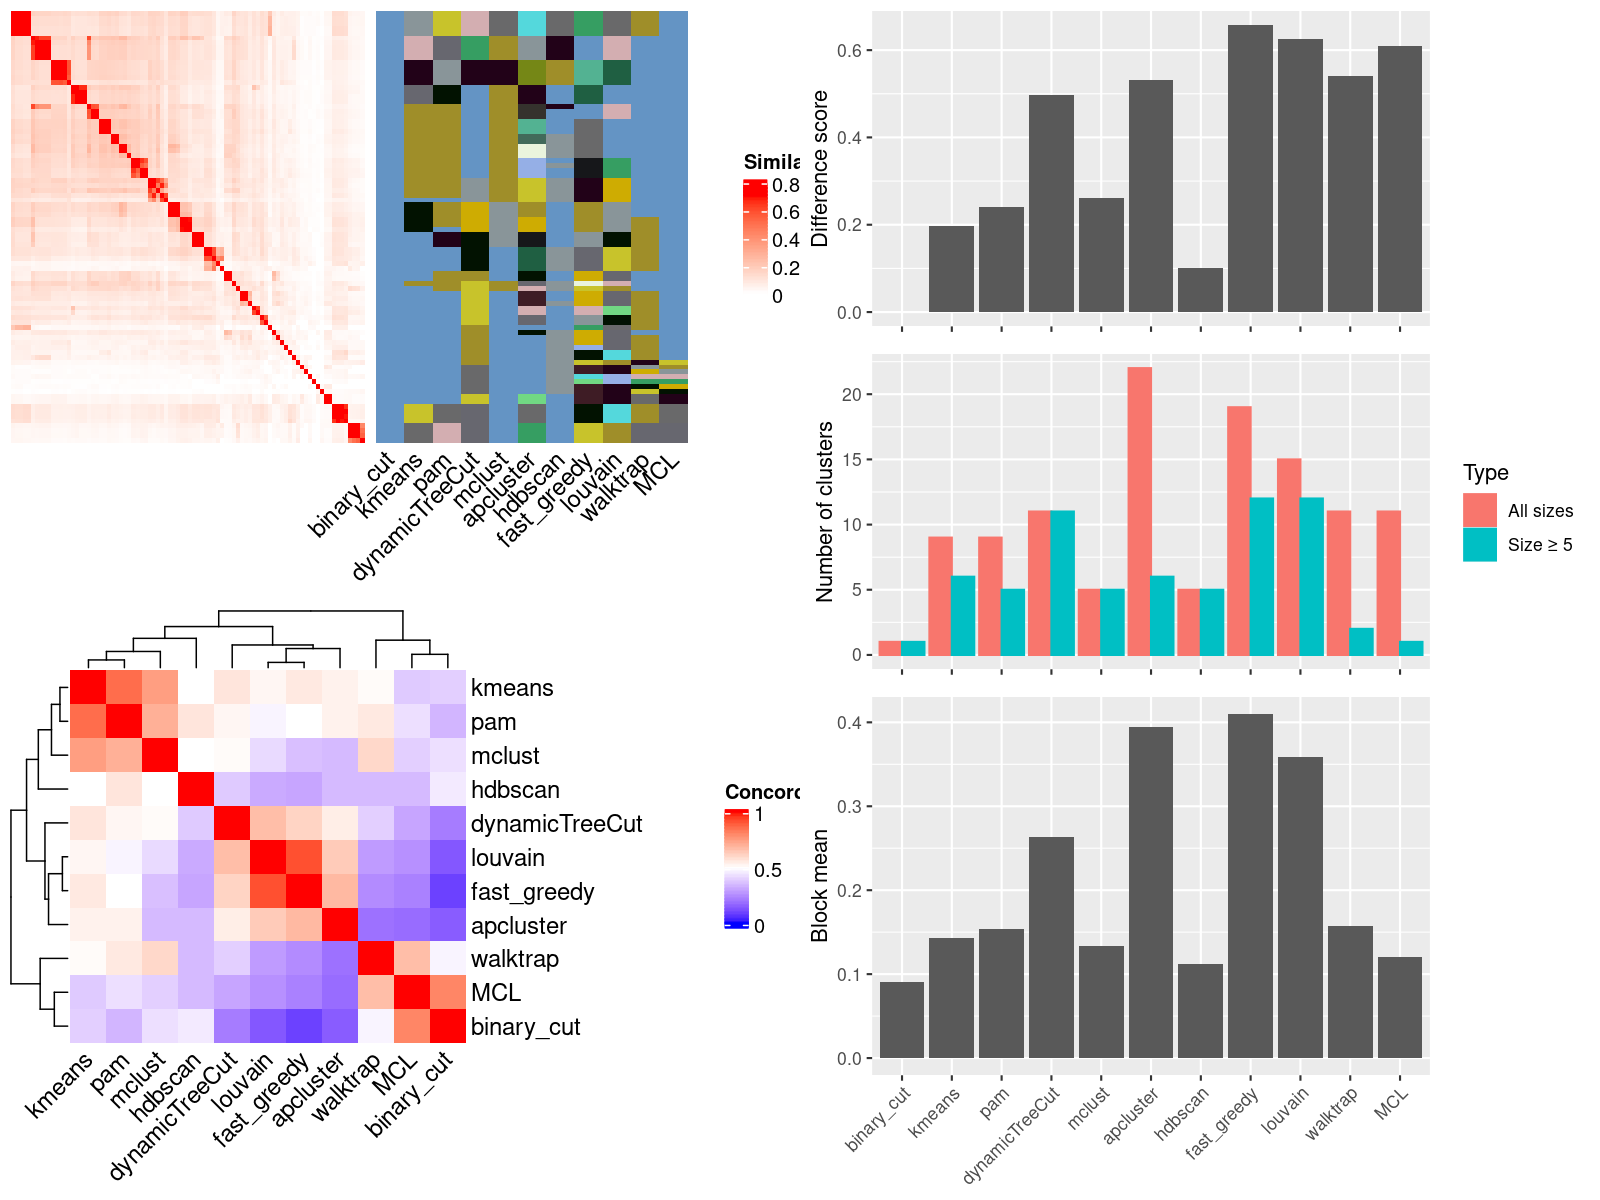 Simila
0.8
0.6
0.4
0.2
0
binary_cut
kmeans
pam
dynamicTreeCut
mclust
apcluster
hdbscan
fast_greedy
louvain
walktrap
MCL
Difference score
0.6
0.4
0.2
0.0
Number of clusters
20
15
10
5
0
Type
All sizes
Size ≥ 5
kmeans
pam
mclust
hdbscan
dynamicTreeCut
louvain
fast_greedy
apcluster
walktrap
MCL
binary_cut
kmeans
pam
mclust
hdbscan
dynamicTreeCut
louvain
fast_greedy
apcluster
walktrap
MCL
binary_cut
Concord
1
0.5
0
Block mean
0.4
0.3
0.2
0.1
0.0
binary_cut
kmeans
pam
dynamicTreeCut
mclust
apcluster
hdbscan
fast_greedy
louvain
walktrap
MCL